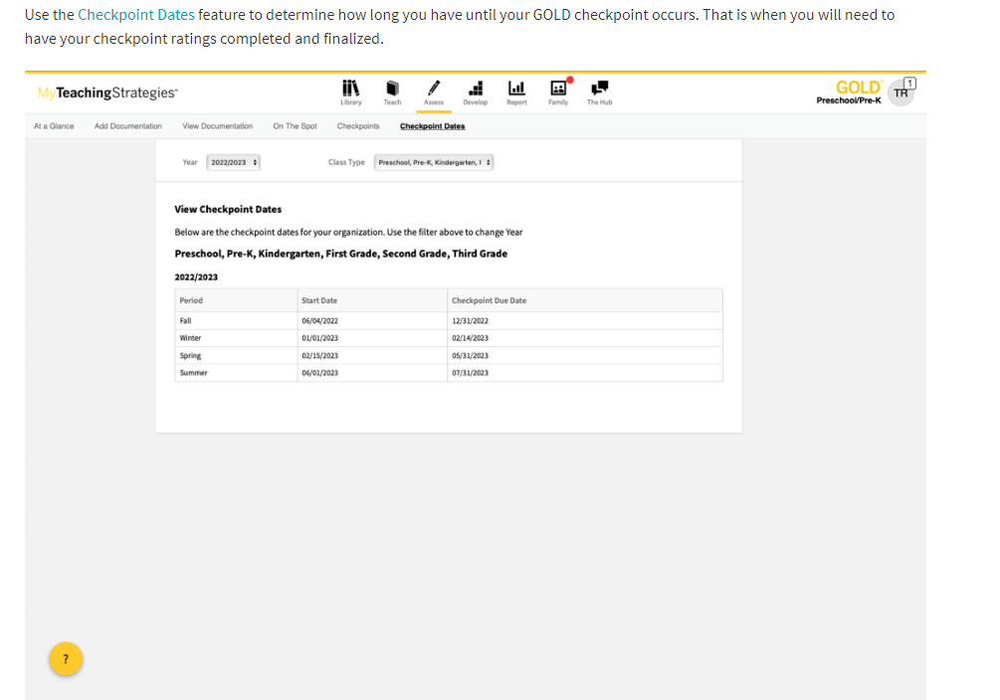 Use the Checkpoint Dates feature to determine how long you have until your GOLD checkpoint occurs. That is when you will need to
have your checkpoint ratings completed and finalized.
MyTeachingStrategies
Library Teach Assess Develop Report Family The Hub
GOLD
Preschool/Pre-K
TR
1
At a Glance Add Documentation View Documentation On The Spot Checkpoints Checkpoint Dates
Year 2022/2023 Class Type Preschool, Pre-K, Kindergarten, I
View Checkpoint Dates
Below are the checkpoint dates for your organization. Use the filter above to change Year
Preschool, Pre-K, Kindergarten, First Grade, Second Grade, Third Grade
2022/2023
Period Start Date Checkpoint Due Date
Fall 06/04/2022 12/31/2022
Winter 01/01/2023 02/14/2023
Spring 02/15/2023 05/31/2023
Summer 06/01/2023 07/31/2023
?